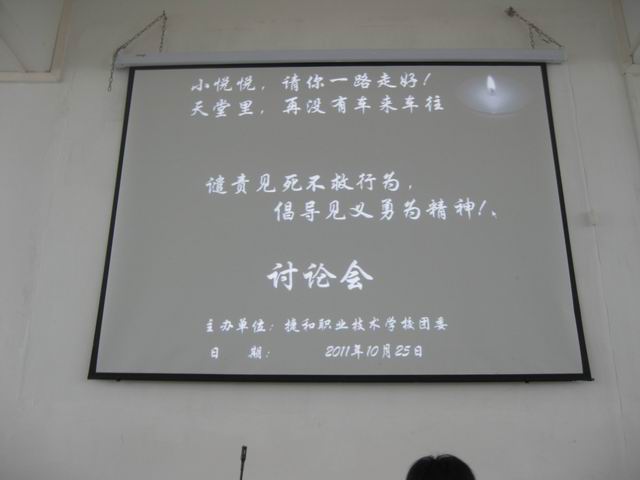 小悦悦，请你一路走好！
天堂里，再没有车来车往
谴责见死不救行为，
倡导见义勇为精神！、
讨论会
主办单位：捷和职业技术学校团委
日 期： 2011年10月25日